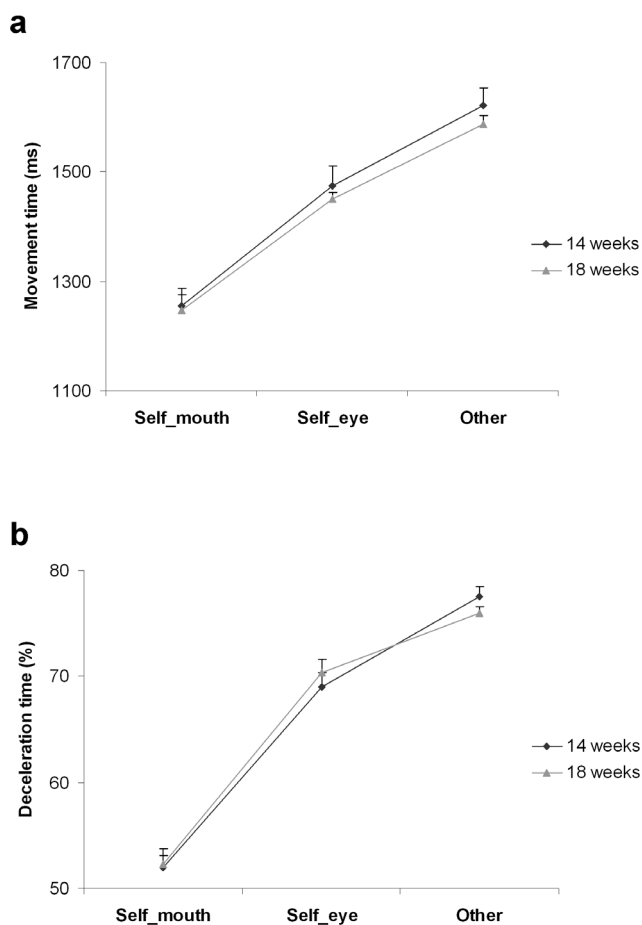 a
1700
1500
1300
1100
Movement time (ms)
Self_mouth Self_eye Other
14 weeks
18 weeks
b
80
70
60
50
Deceleration time (%)
Self_mouth Self_eye Other
14 weeks
18 weeks